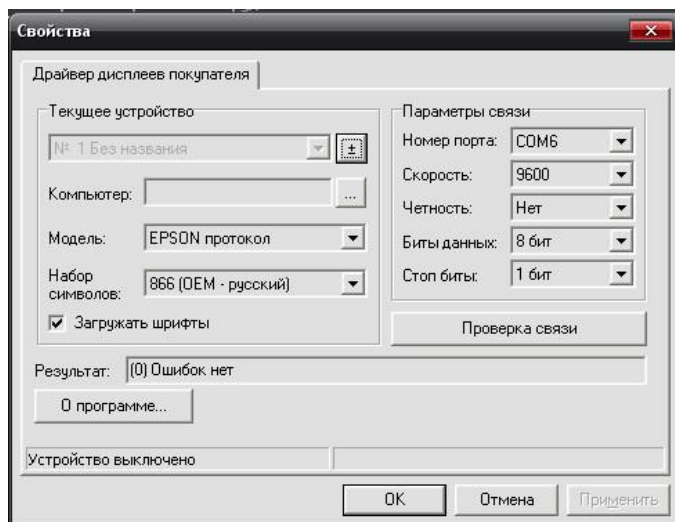 Свойства
Драйвер дисплеев покупателя
Текущее устройство
№ 1 Без названия
±
Компьютер:
...
Модель: EPSON протокол
Набор символов: 866 (OEM - русский)
Загружать шрифты
Параметры связи
Номер порта: COM6
Скорость: 9600
Четность: Нет
Биты данных: 8 бит
Стоп биты: 1 бит
Проверка связи
Результат: (0) Ошибок нет
О программе...
Устройство выключено
OK Отмена Применить